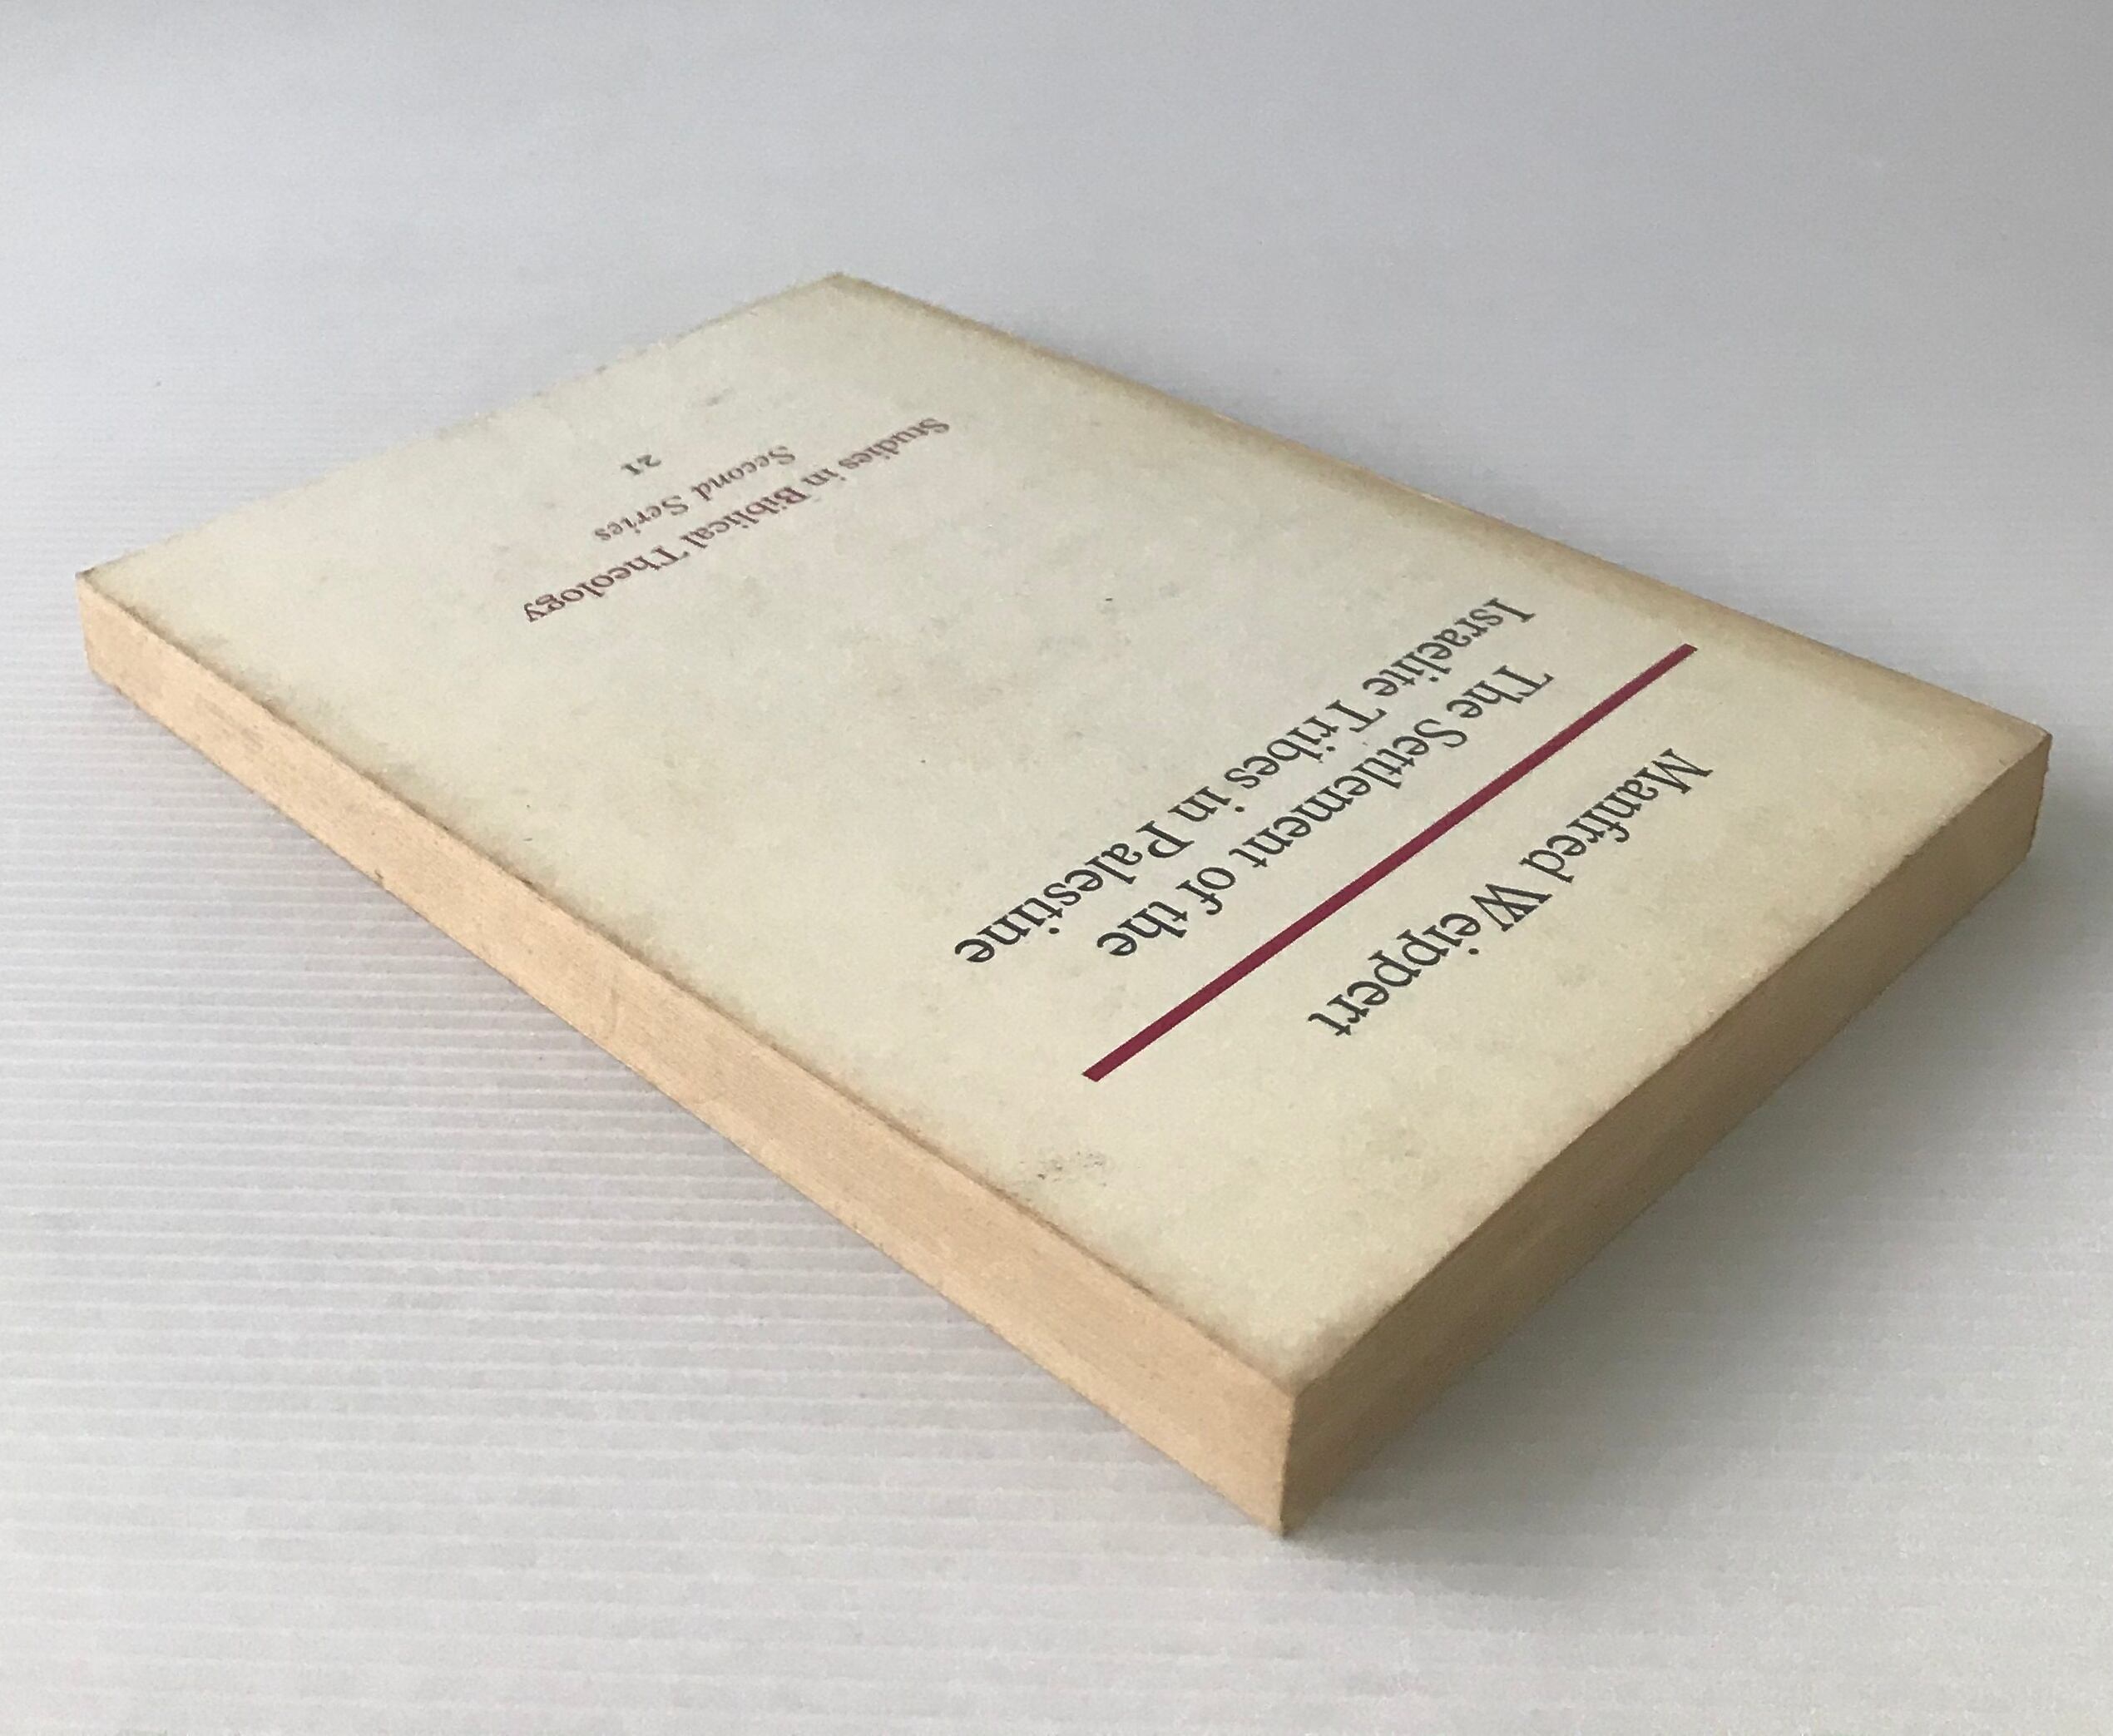 Manfred Weippert
The Settlement of the
Israelite Tribes in Palestine
Studies in Biblical Theology
Second Series
21